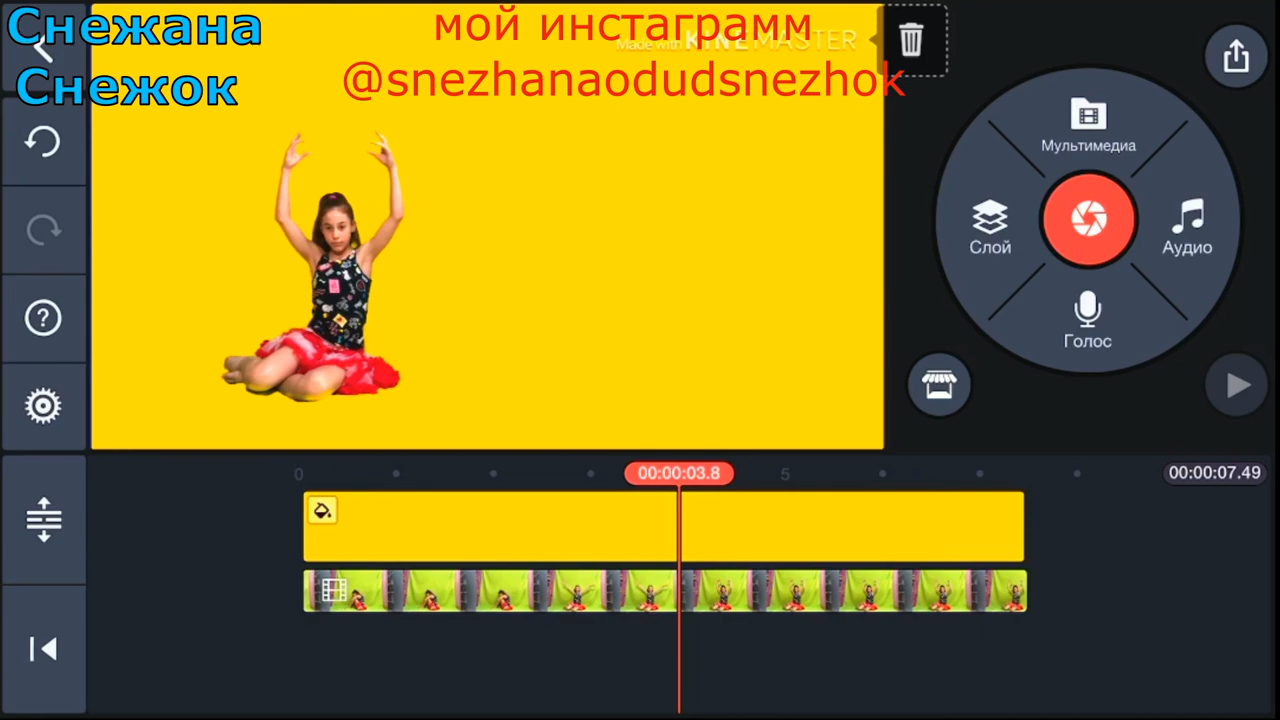 Снежана
Снежок
мой инстаграмм
@snezhanaodudsnezhok
Made with KINEMASTER
Мультимедиа
Слой
Аудио
Голос
0
00:00:03.8
5
00:00:07.49